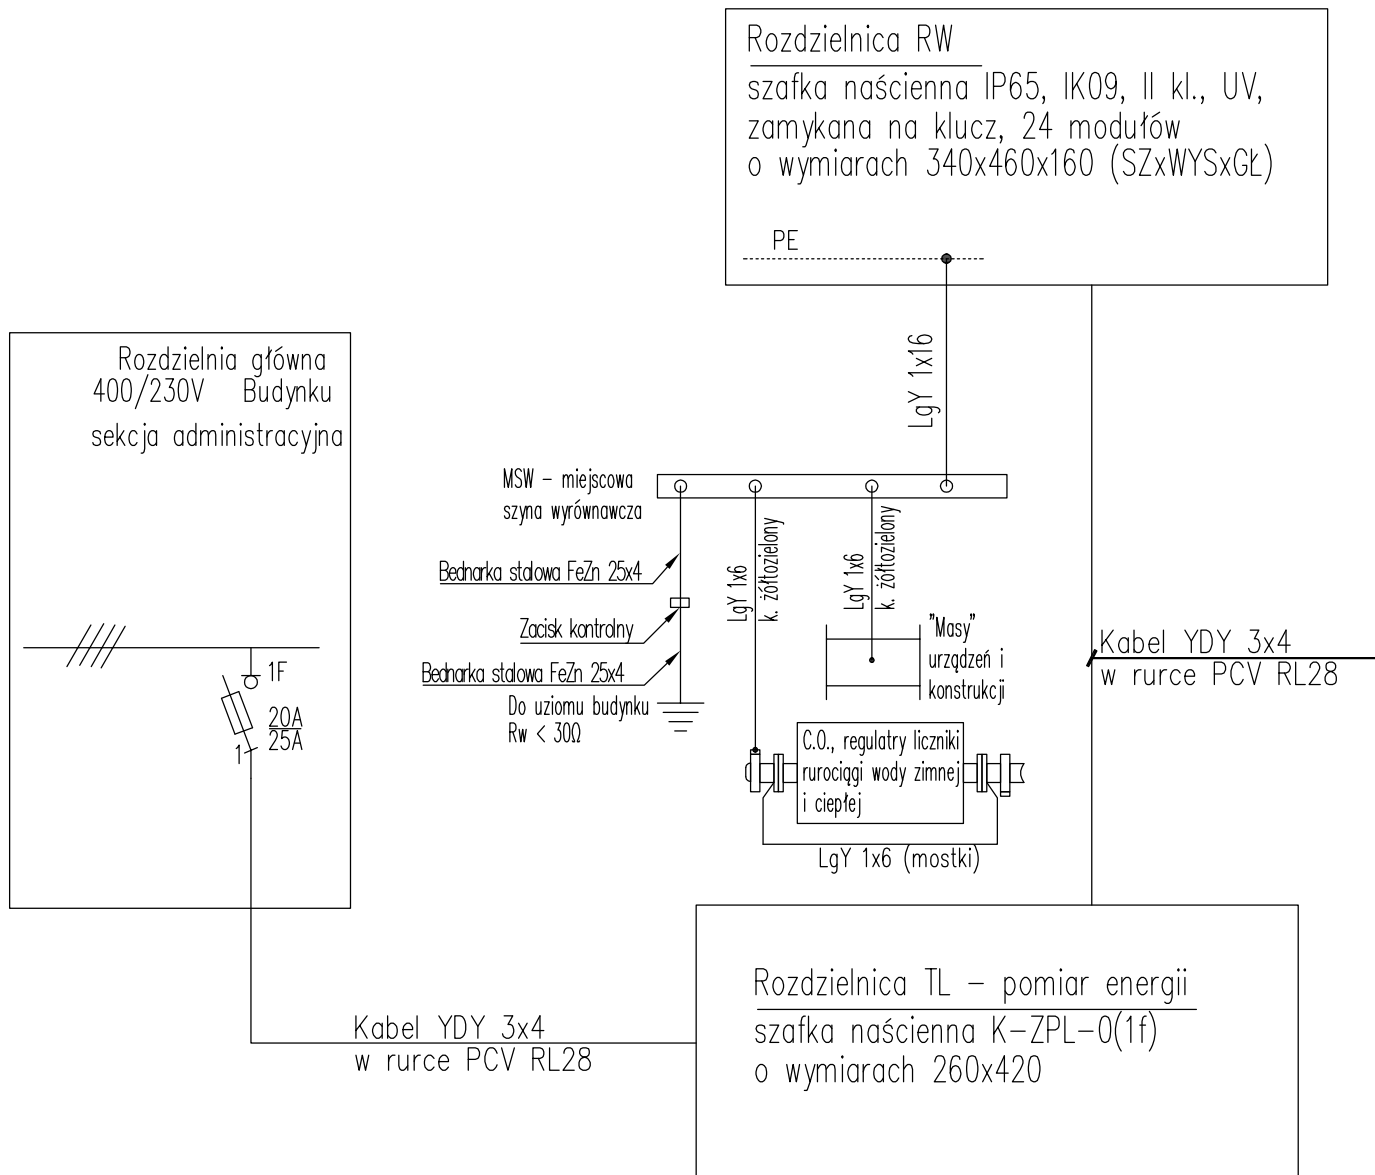 Rozdzielnica RW
szafka naścienna IP65, IK09, II kl., UV,
zamykana na klucz, 24 modułów
o wymiarach 340x460x160 (SZxWYSxGŁ)
PE
LgY 1x16
Rozdzielnia główna
400/230V Budynku
sekcja administracyjna
1F
20A
25A
1
MSW – miejscowa
szyna wyrównawcza
Bednarka stalowa FeZn 25x4
Zacisk kontrolny
Bednarka stalowa FeZn 25x4
Do uziomu budynku
Rw < 30Ω
LgY 1x6
k. żółtozielony
LgY 1x6
k. żółtozielony
"Masy"
urządzeń i
konstrukcji
C.O., regulatry liczniki
rurociągi wody zimnej
i ciepłej
LgY 1x6 (mostki)
Kabel YDY 3x4
w rurce PCV RL28
Kabel YDY 3x4
w rurce PCV RL28
Rozdzielnica TL – pomiar energii
szafka naścienna K–ZPL–0(1f)
o wymiarach 260x420